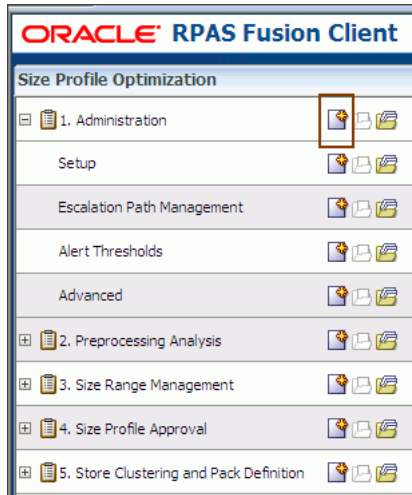 ORACLE® RPAS Fusion Client
Size Profile Optimization
1. Administration
Setup
Escalation Path Management
Alert Thresholds
Advanced
2. Preprocessing Analysis
3. Size Range Management
4. Size Profile Approval
5. Store Clustering and Pack Definition